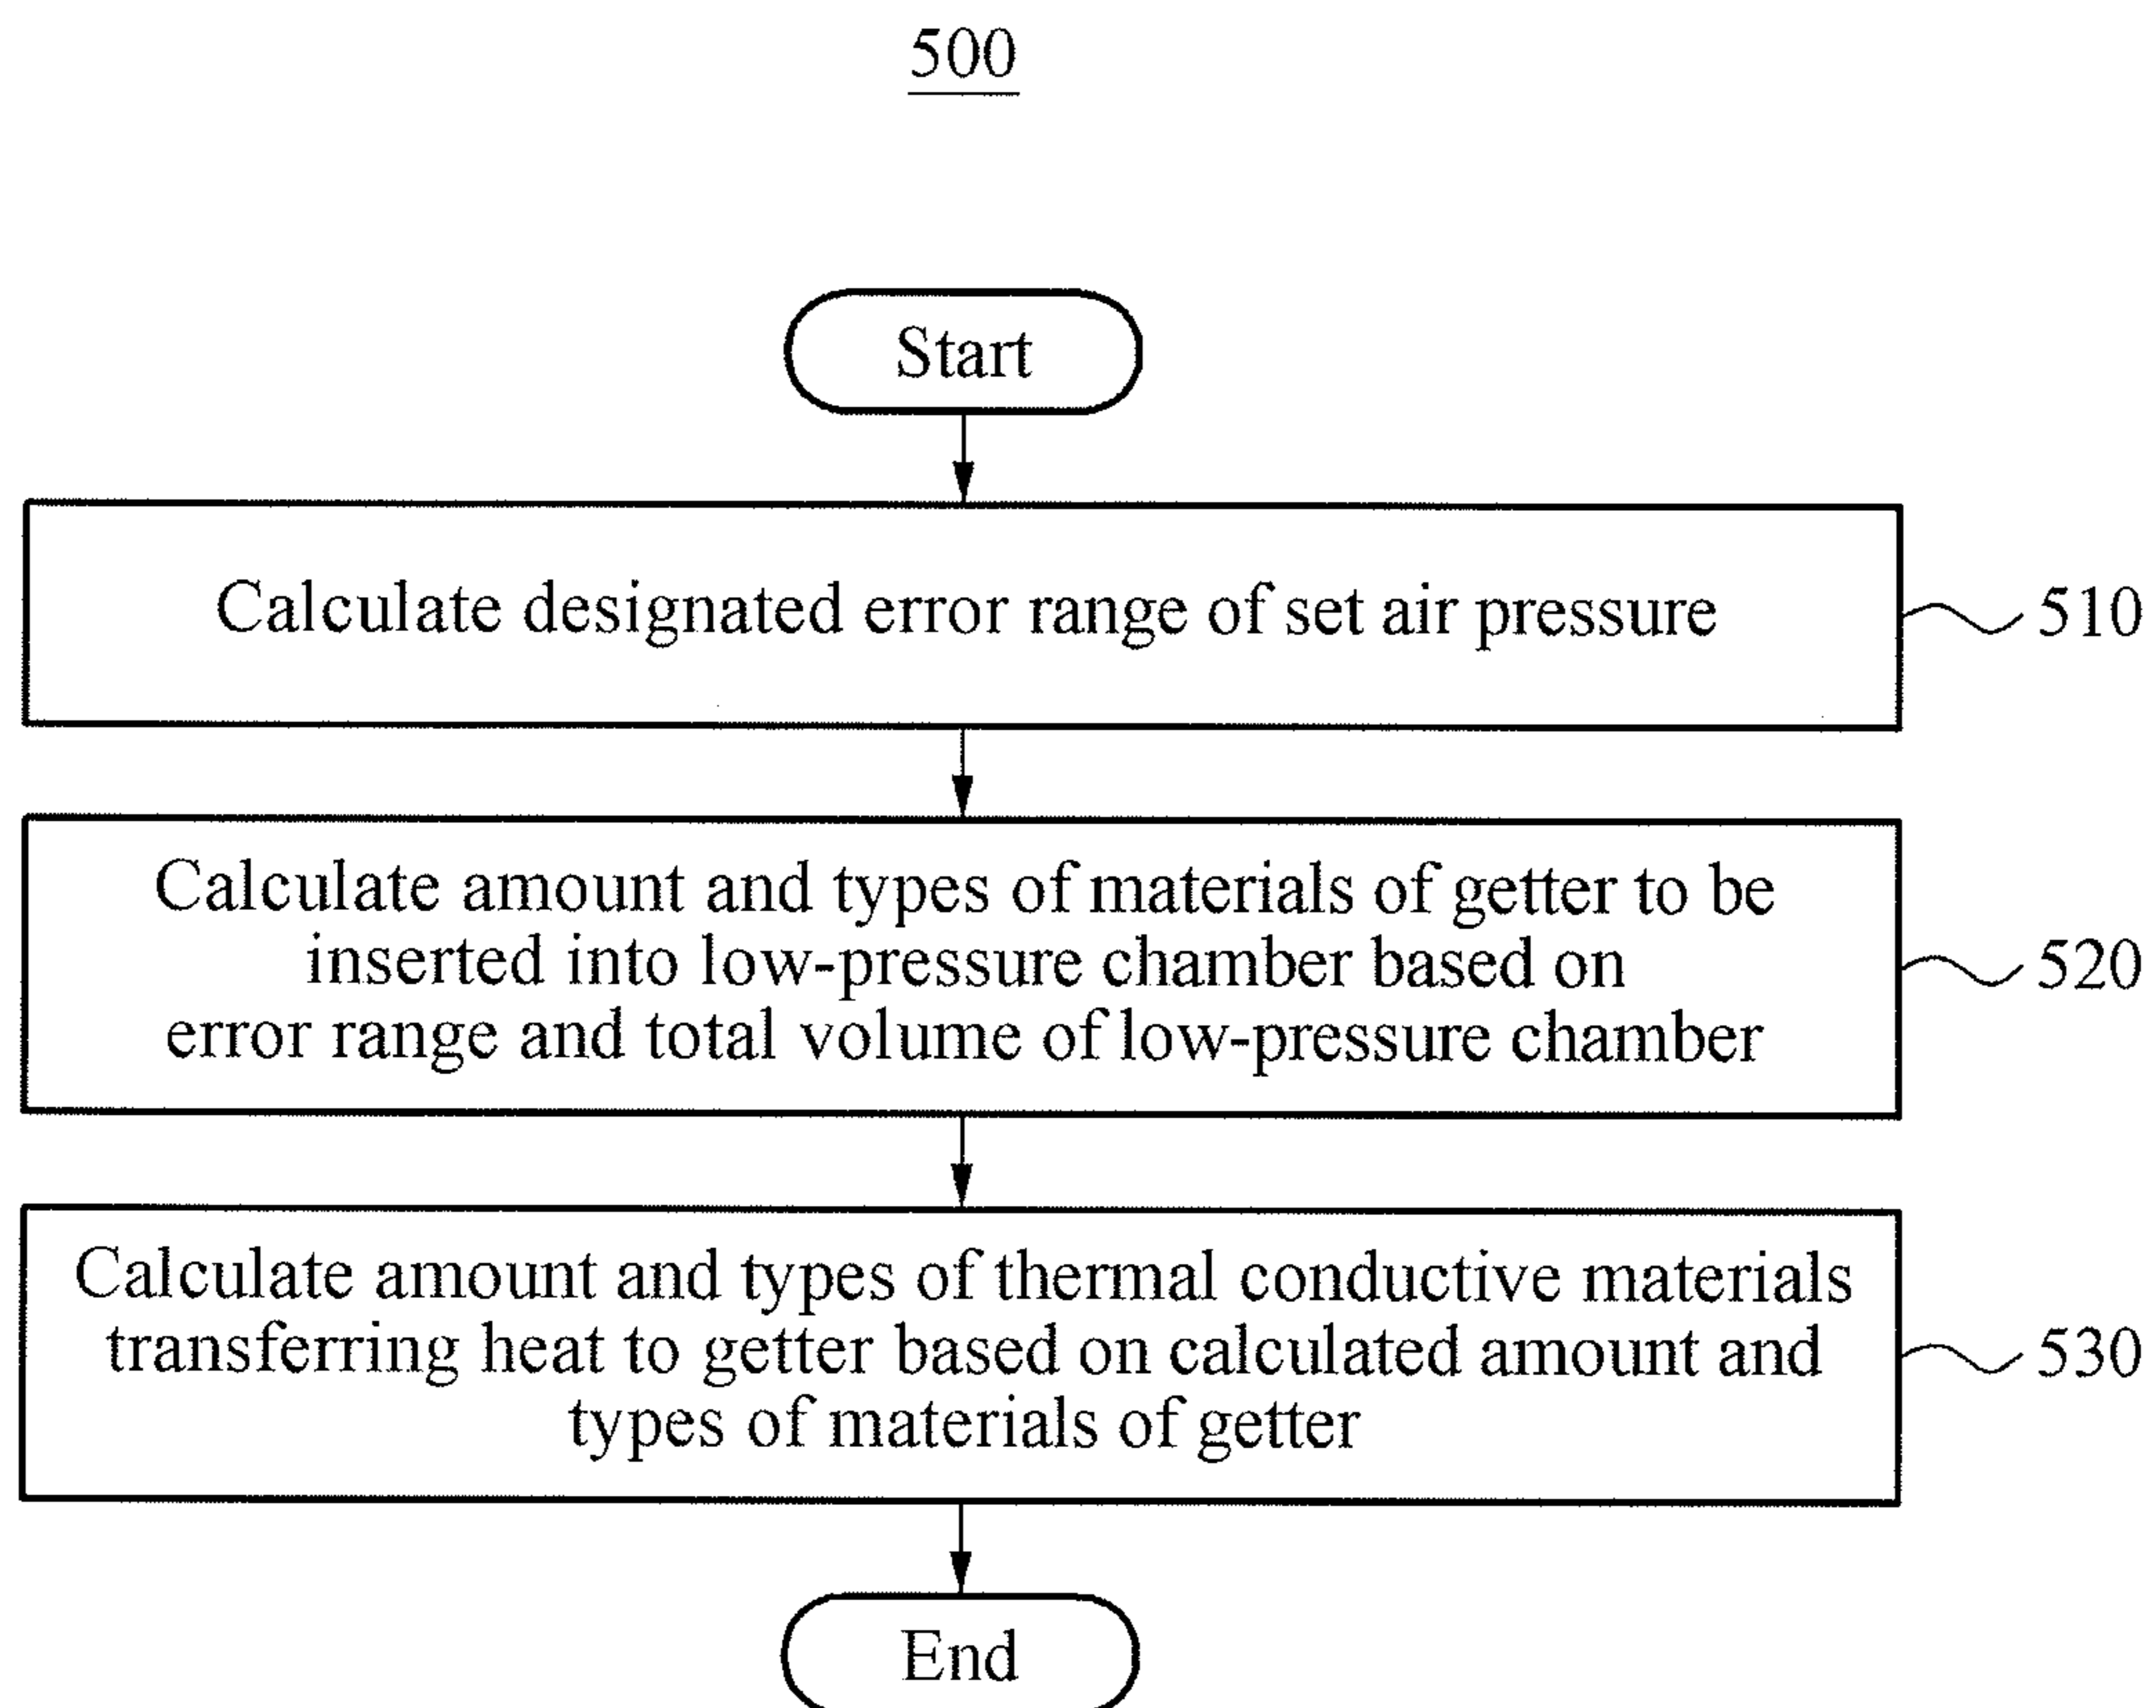 500
Start
Calculate designated error range of set air pressure
510
Calculate amount and types of materials of getter to be
inserted into low-pressure chamber based on
error range and total volume of low-pressure chamber
520
Calculate amount and types of thermal conductive materials
transferring heat to getter based on calculated amount and
types of materials of getter
530
End